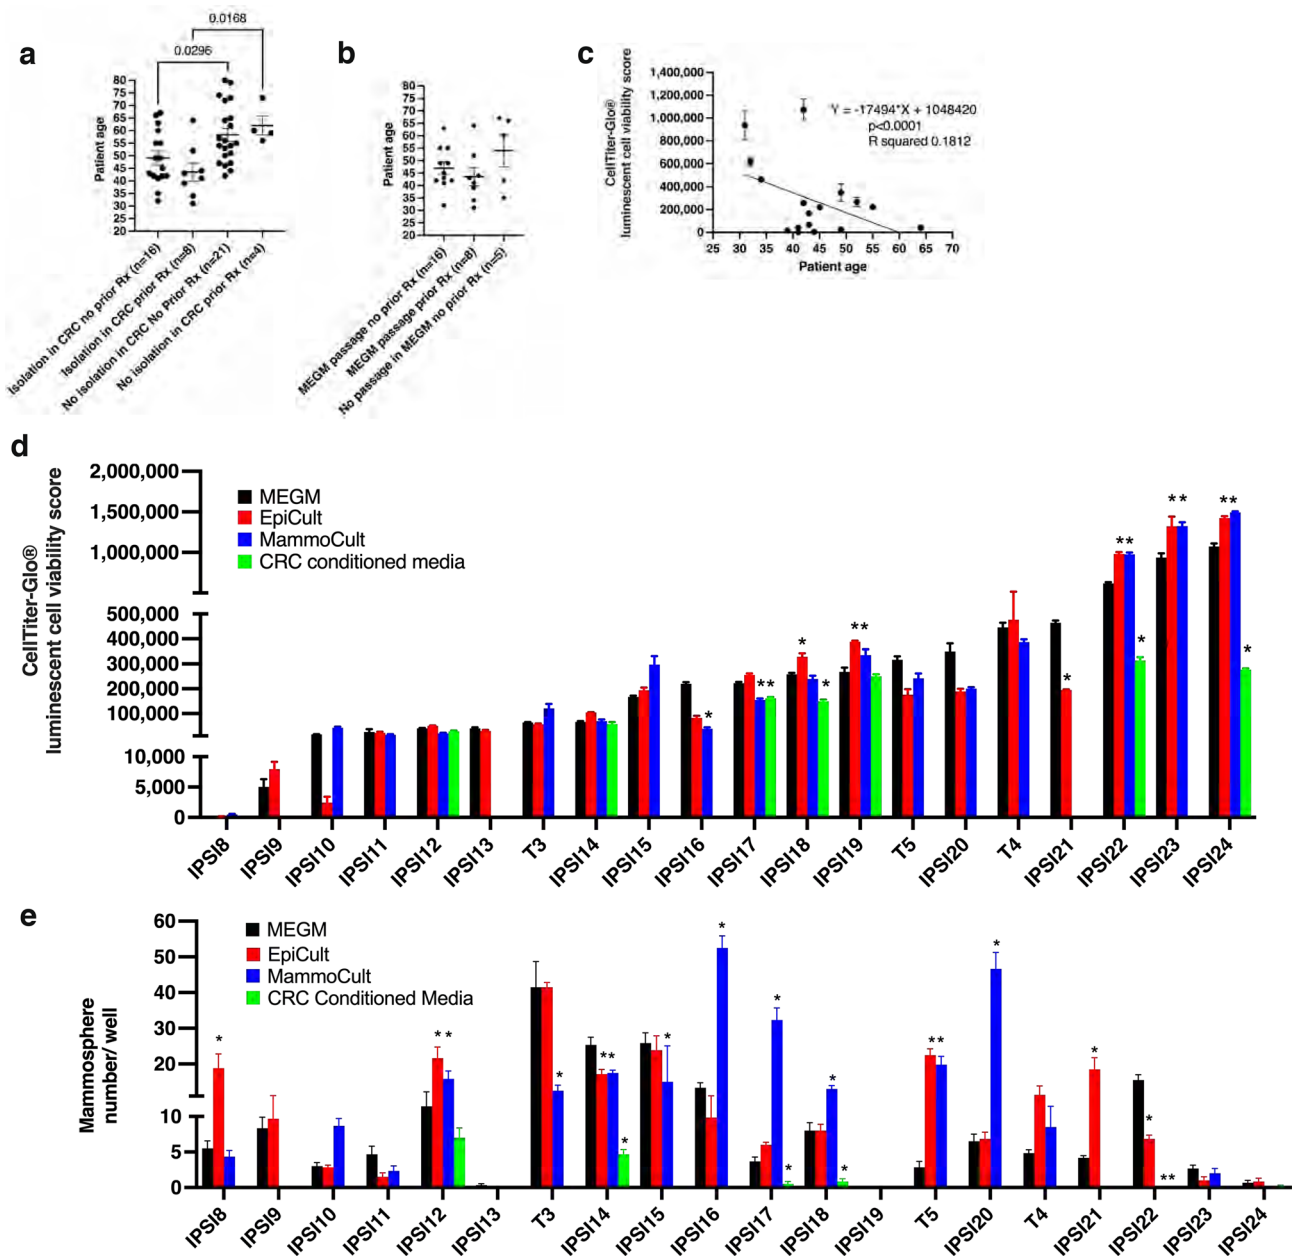 a
0.0168
0.0296
Patient age
80
75
70
65
60
55
50
45
40
35
30
25
20
Isolation in CRC no prior Rx (n=16)
Isolation in CRC prior Rx (n=8)
No isolation in CRC No Prior Rx (n=21)
No isolation in CRC prior Rx (n=4)
b
Patient age
80
75
70
65
60
55
50
45
40
35
30
25
20
MEGM passage no prior Rx (n=16)
MEGM passage prior Rx (n=8)
No passage in MEGM no prior Rx (n=5)
c
CellTiter-Glo®
luminescent cell viability score
1,400,000
1,200,000
1,000,000
800,000
600,000
400,000
200,000
0
Y = -17494*X + 1048420
p<0.0001
R squared 0.1812
25 35 45 55 65 70
Patient age
d
CellTiter-Glo®
luminescent cell viability score
2,000,000
1,500,000
1,000,000
500,000
400,000
300,000
200,000
100,000
10,000
5,000
0
MEGM
EpiCult
MammoCult
CRC conditioned media
* ** * ** * * ** * ** ** * ** *
IPSI8 IPSI9 IPSI10 IPSI11 IPSI12 IPSI13 T3 IPSI14 IPSI15 IPSI16 IPSI17 IPSI18 IPSI19 T5 IPSI20 T4 IPSI21 IPSI22 IPSI23 IPSI24
e
Mammosphere
number/ well
60
50
40
30
20
10
5
0
MEGM
EpiCult
MammoCult
CRC Conditioned Media
IPSI8 IPSI9 IPSI10 IPSI11 IPSI12 IPSI13 T3 IPSI14 IPSI15 IPSI16 IPSI17 IPSI18 IPSI19 T5 IPSI20 T4 IPSI21 IPSI22 IPSI23 IPSI24